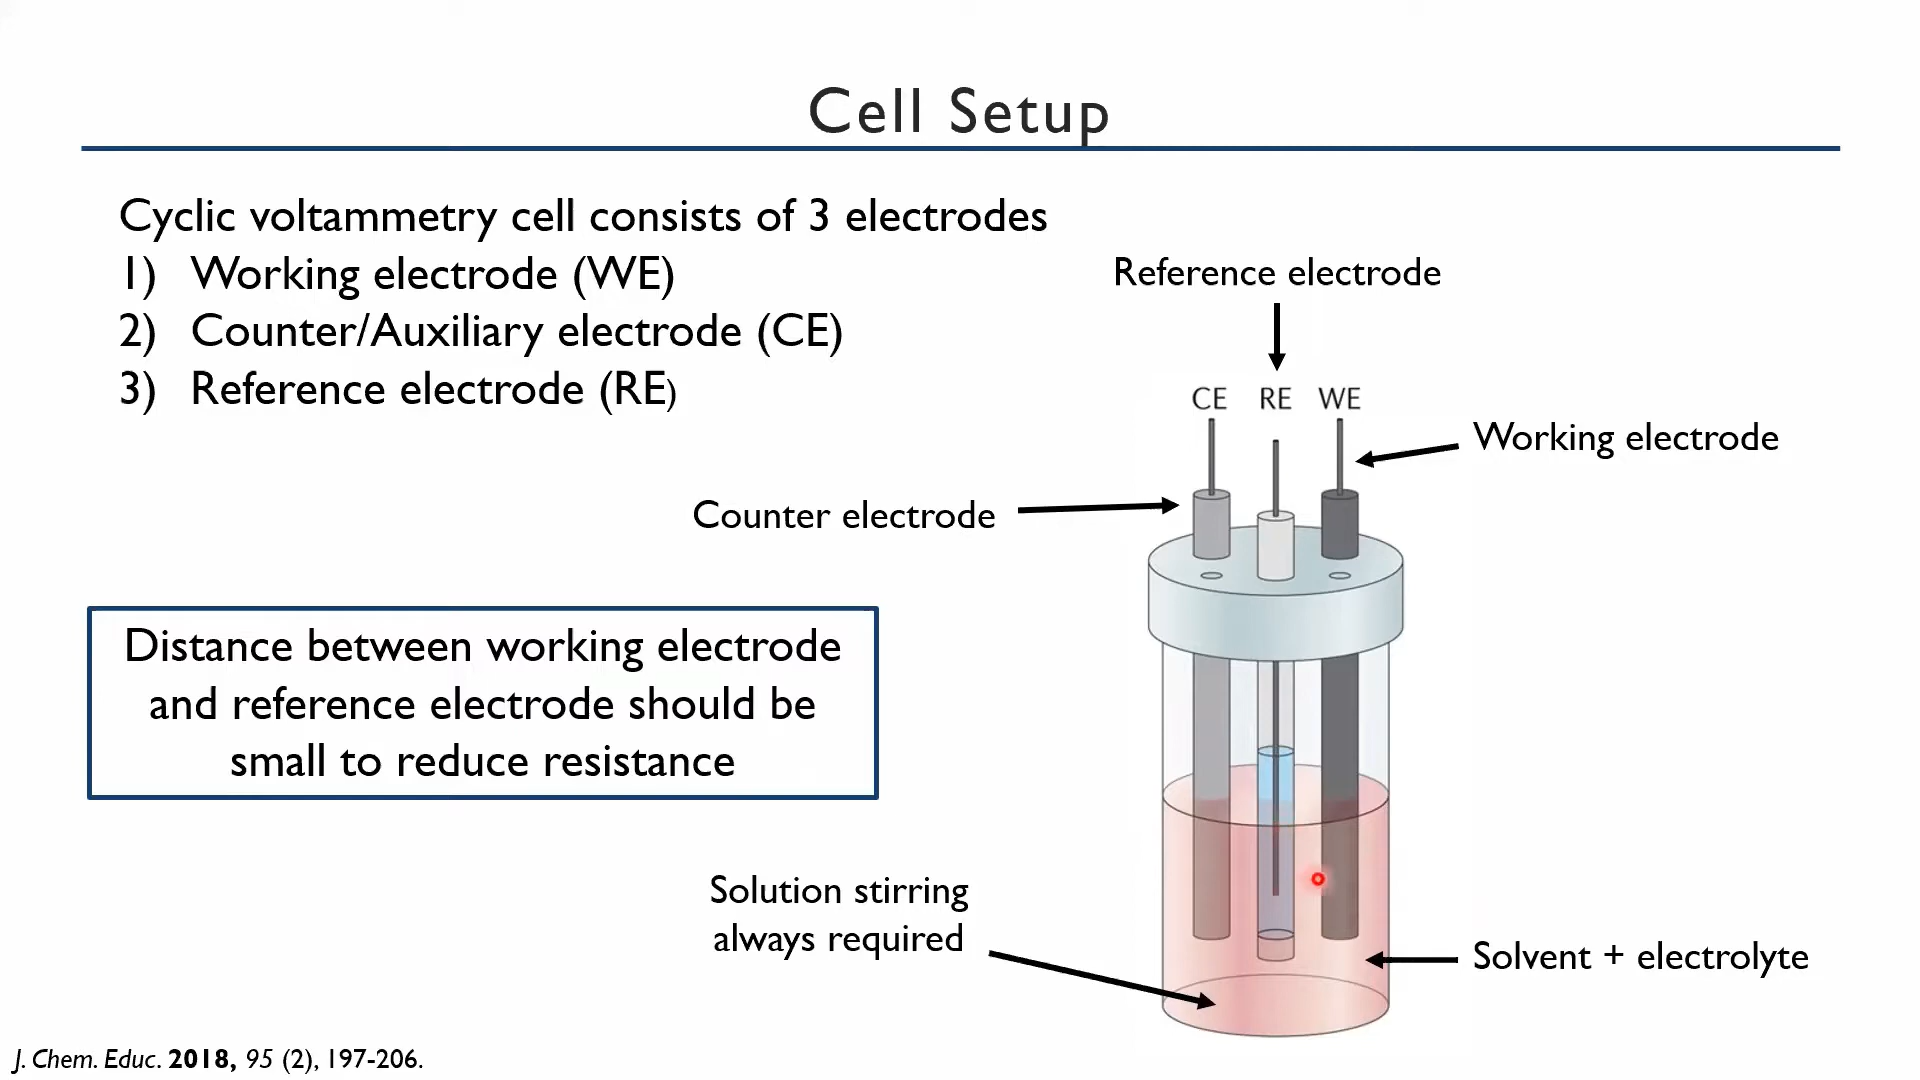 Cell Setup
Cyclic voltammetry cell consists of 3 electrodes
1) Working electrode (WE)
2) Counter/Auxiliary electrode (CE)
3) Reference electrode (RE)
Reference electrode
CE RE WE
Working electrode
Counter electrode
Distance between working electrode
and reference electrode should be
small to reduce resistance
Solution stirring
always required
Solvent + electrolyte
J. Chem. Educ. 2018, 95 (2), 197-206.